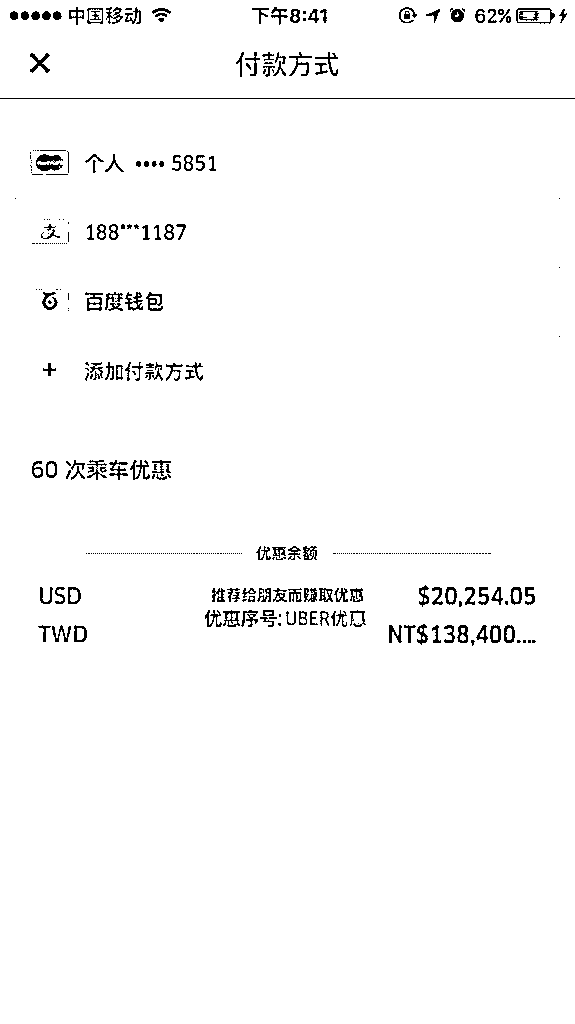 中国移动 下午8:41 62%
付款方式
个人 •••• 5851
支 188***1187
百度钱包
+ 添加付款方式
60 次乘车优惠
优惠余额
USD 推荐给朋友而赚取优惠 $20,254.05
优惠序号: UBER优惠
TWD NT$138,400....